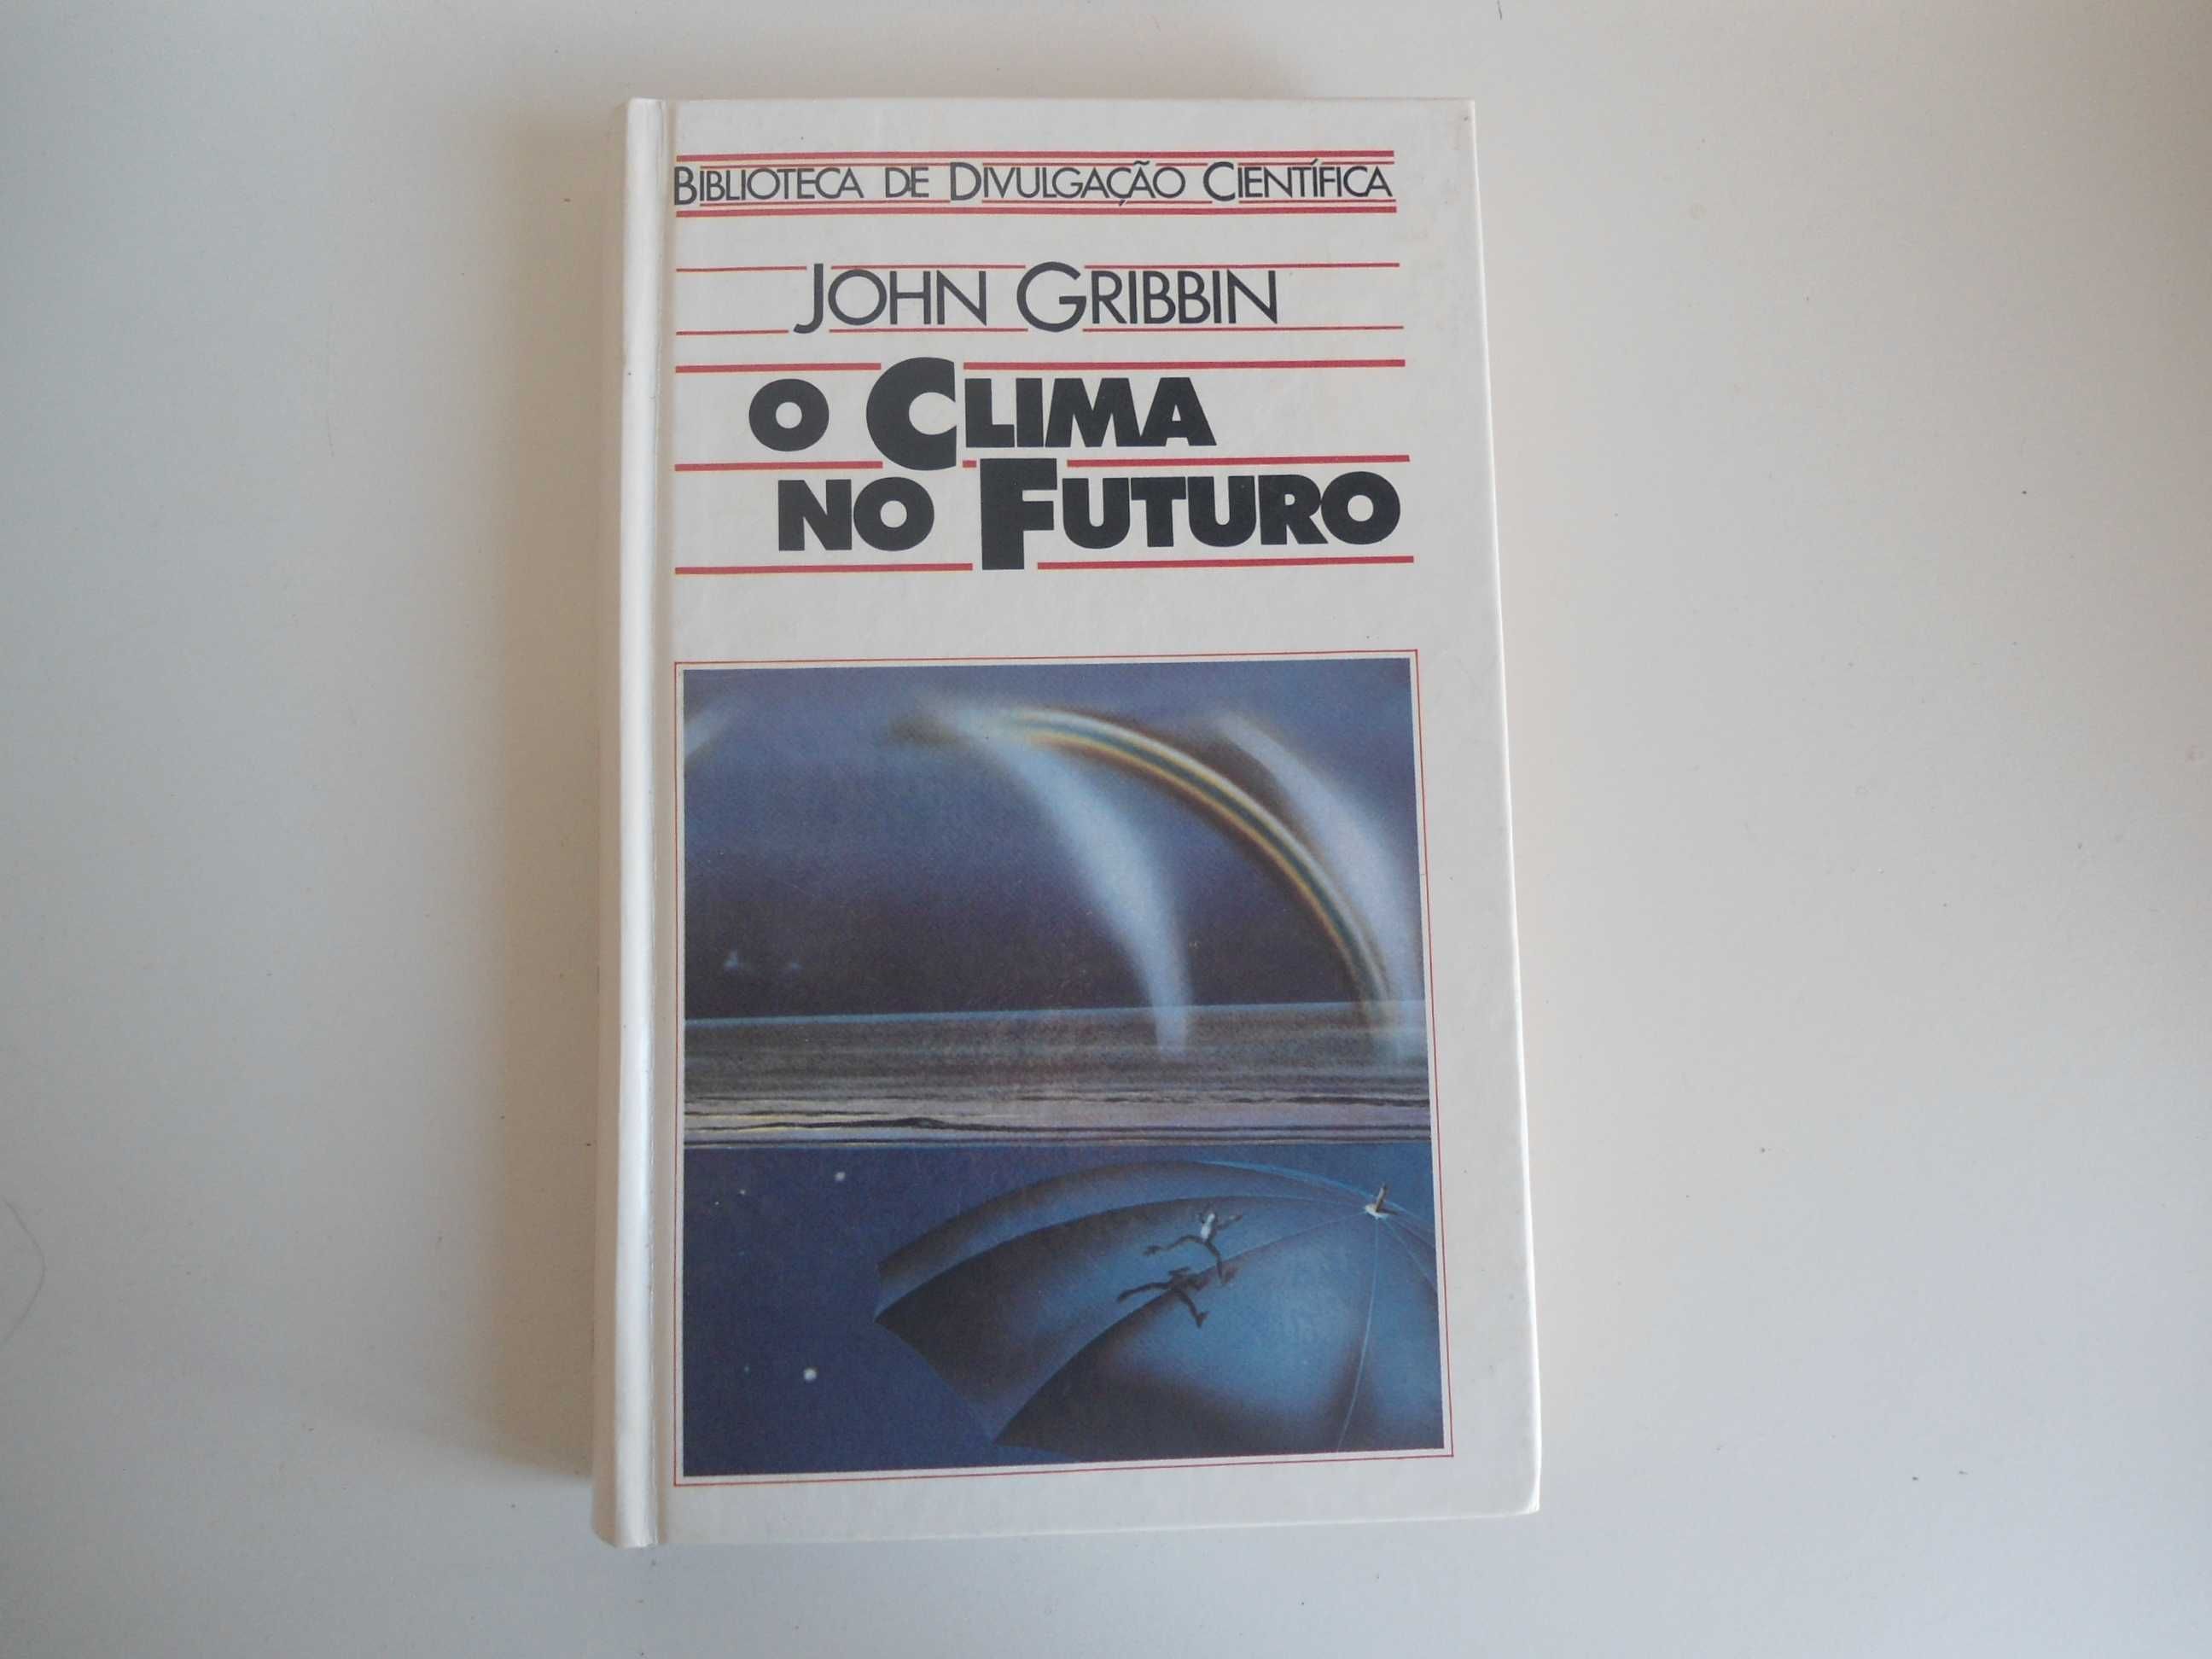 BIBLIOTECA DE DIVULGAÇÃO CIENTÍFICA
JOHN GRIBBIN
O CLIMA
NO FUTURO